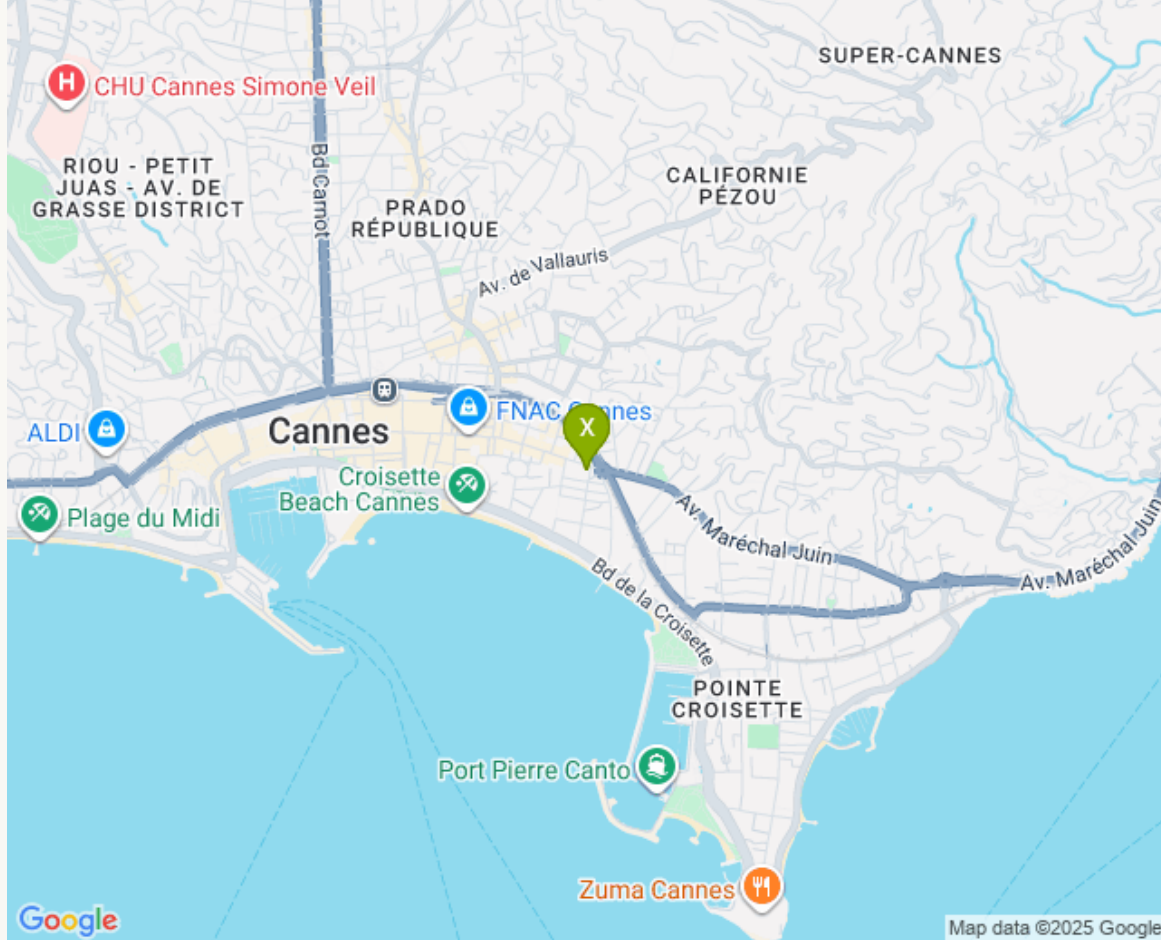 SUPER-CANNES
H
CHU Cannes Simone Veil
RIOU - PETIT
JUAS - AV. DE
GRASSE DISTRICT
Bd Carnot
CALIFORNIE
PÉZOU
PRADO
RÉPUBLIQUE
Av. de Vallauris
FNAC Cannes
X
ALDI
Cannes
Croisette
Beach Cannes
Plage du Midi
Av. Maréchal Juin
Av. Maréchal Juin
Bd de la Croisette
POINTE
CROISETTE
Port Pierre Canto
Zuma Cannes
Google
Map data ©2025 Google